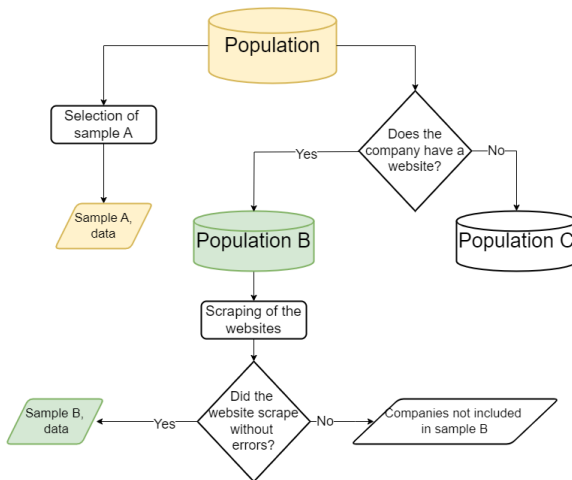 Population
Selection of
sample A
Does the
company have a
website?
Yes
No
Sample A,
data
Population B
Population C
Scraping of the
websites
Did the
website scrape
without
errors?
Sample B,
data
Yes
No
Companies not included
in sample B